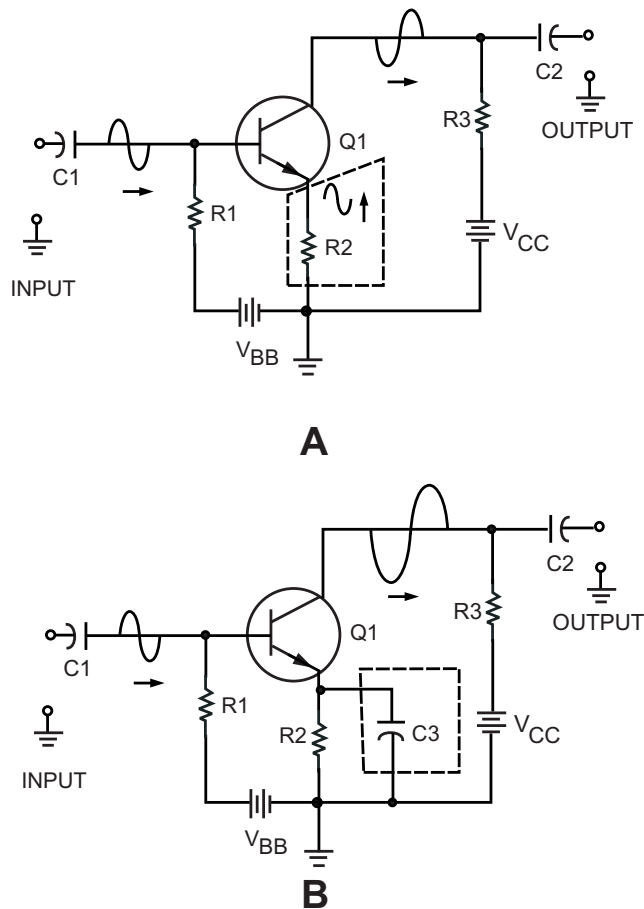 C2
Q1
R3
OUTPUT
C1
R1
R2
VCC
INPUT
VBB
A
C2
Q1
R3
OUTPUT
C1
R1
R2
C3
VCC
INPUT
VBB
B